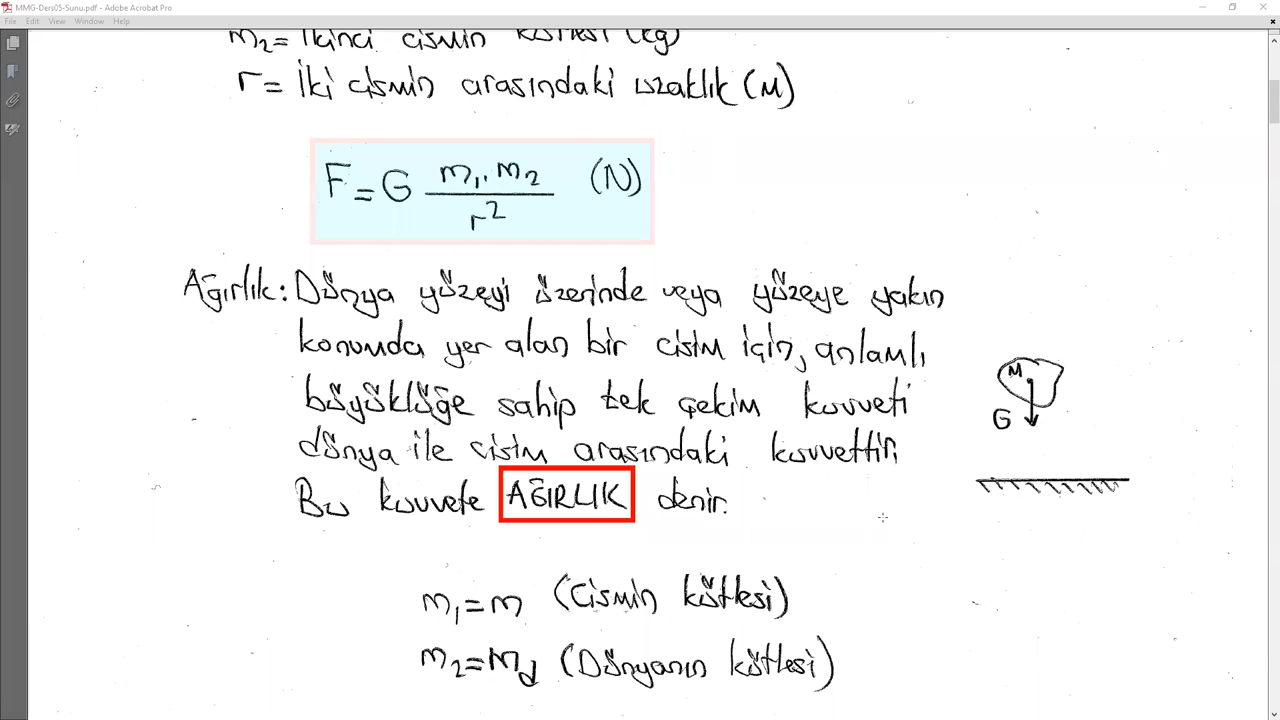 MMG-Ders05-Sunu.pdf - Adobe Acrobat Pro
File Edit View Window Help
m₂= İkinci cismin kütlesi (kg)
r= İki cismin arasındaki uzaklık (m)
F=G m₁.m₂ / r² (N)
Ağırlık: Dünya yüzeyi üzerinde veya yüzeye yakın
konumda yer alan bir cisim için, anlamlı
büyüklüğe sahip tek çekim kuvveti
dünya ile cisim arasındaki kuvvettir.
Bu kuvvete AĞIRLIK denir.
M
G
m₁=m (Cismin kütlesi)
m₂=Md (Dünyanın kütlesi)